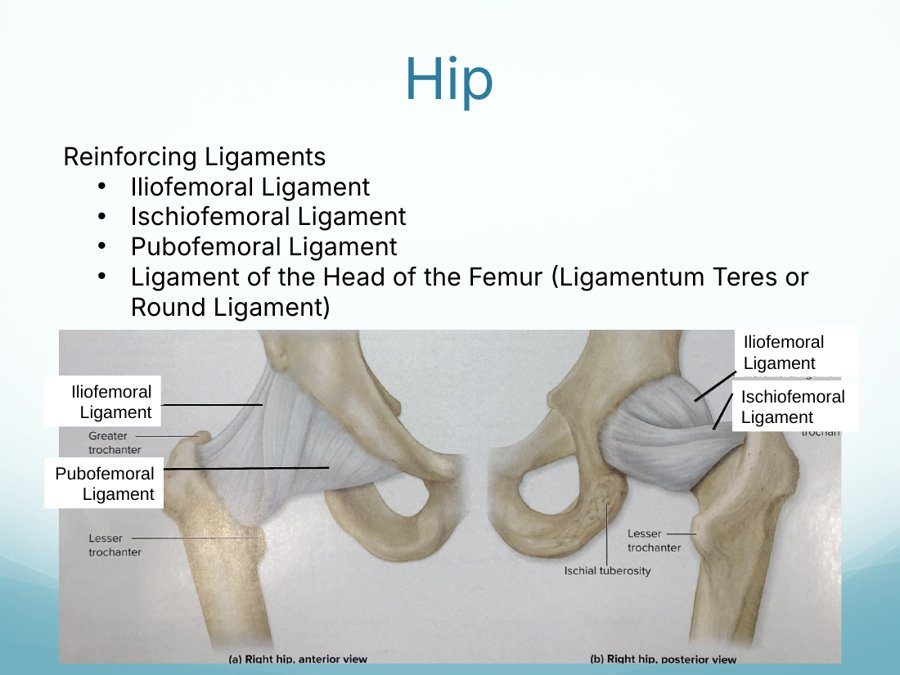 Hip
Reinforcing Ligaments
• Iliofemoral Ligament
• Ischiofemoral Ligament
• Pubofemoral Ligament
• Ligament of the Head of the Femur (Ligamentum Teres or
Round Ligament)
Iliofemoral
Ligament
Greater
trochanter
Pubofemoral
Ligament
Lesser
trochanter
(a) Right hip, anterior view
Iliofemoral
Ligament
Ischiofemoral
Ligament
Lesser
trochanter
Ischial tuberosity
(b) Right hip, posterior view